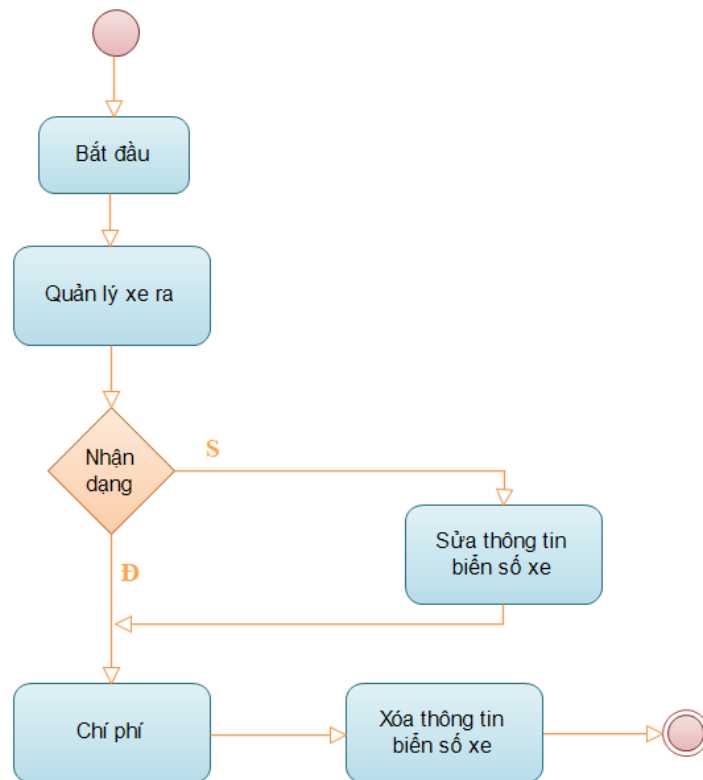 Bắt đầu
Quản lý xe ra
Nhận
dạng
S
Sửa thông tin
biển số xe
Đ
Chí phí
Xóa thông tin
biển số xe